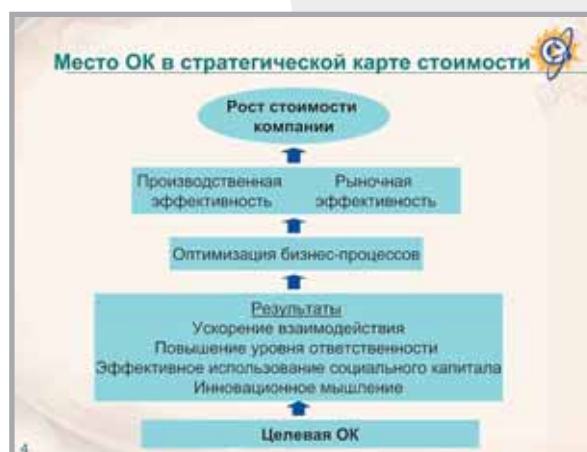 Место ОК в стратегической карте стоимости
Рост стоимости
компании
Производственная эффективность
Рыночная эффективность
Оптимизация бизнес-процессов
Результаты
Ускорение взаимодействия
Повышение уровня ответственности
Эффективное использование социального капитала
Инновационное мышление
Целевая ОК
4